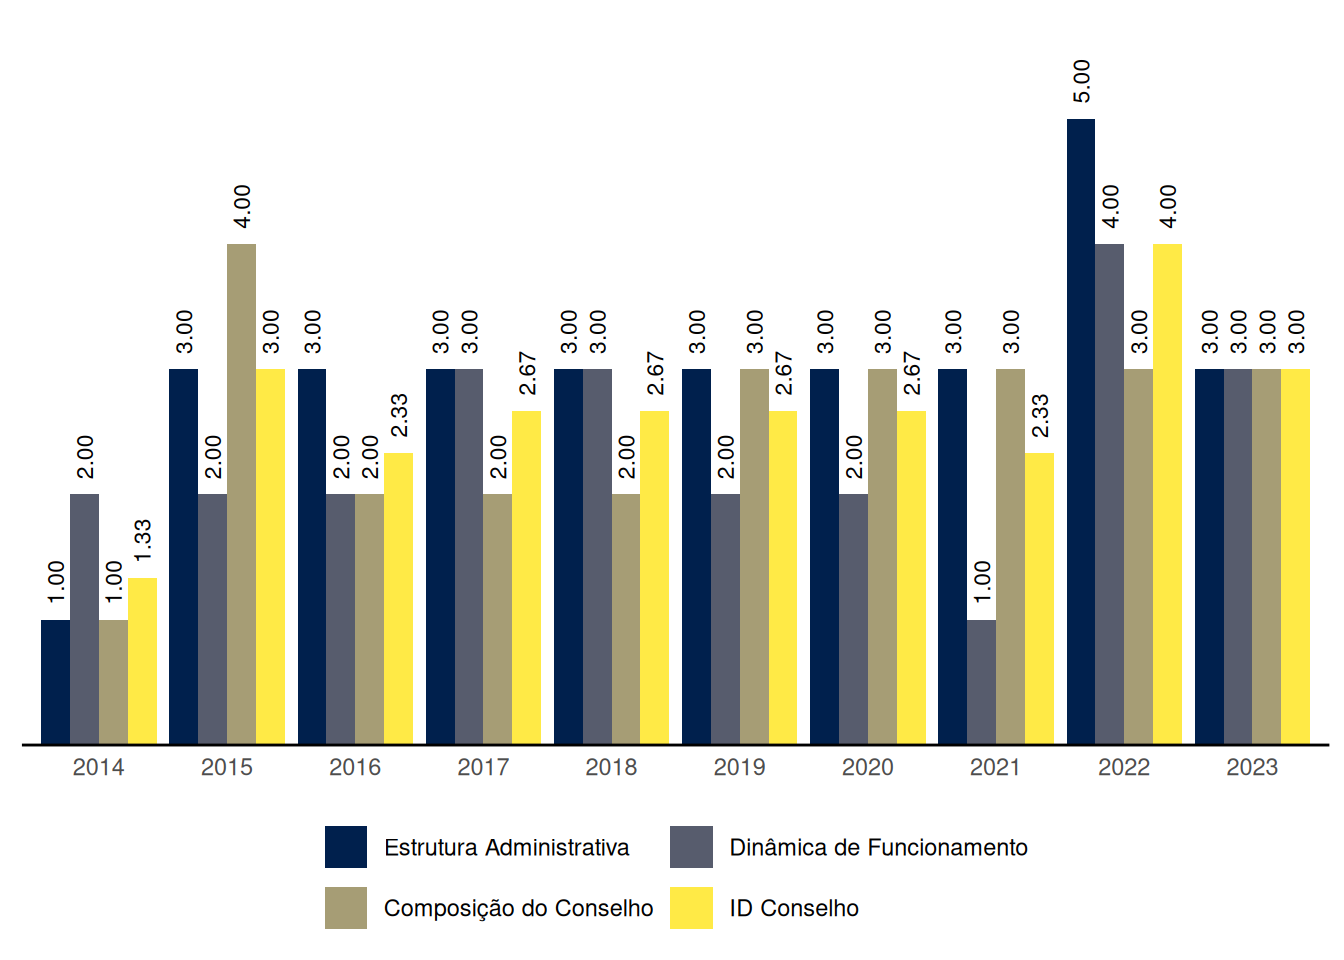 5.00
4.00 4.00 4.00
3.00 3.00 3.00 3.00 3.00 3.00 3.00 3.00 3.00 3.00 3.00 3.00 3.00 3.00 3.00 3.00 3.00 3.00 3.00
2.67 2.67 2.67 2.67
2.33 2.33
2.00 2.00 2.00 2.00 2.00 2.00 2.00 2.00
1.33
1.00 1.00 1.00
2014 2015 2016 2017 2018 2019 2020 2021 2022 2023
Estrutura Administrativa Dinâmica de Funcionamento
Composição do Conselho ID Conselho